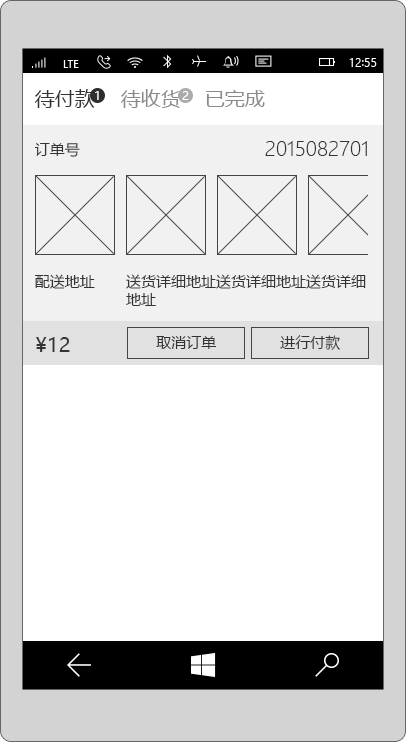 LTE 12:55
待付款 1 待收货 2 已完成
订单号 2015082701
配送地址 送货详细地址送货详细地址送货详细
地址
¥12 取消订单 进行付款